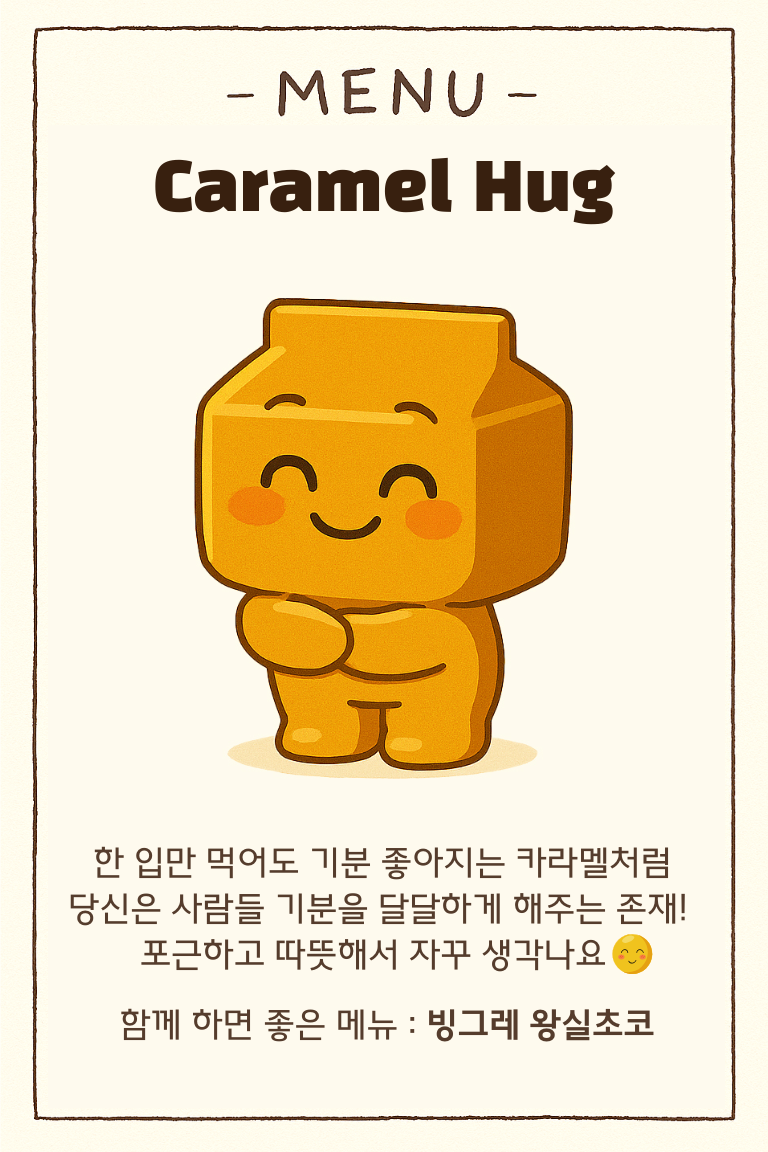 - MENU -
Caramel Hug
한 입만 먹어도 기분 좋아지는 카라멜처럼
당신은 사람들 기분을 달달하게 해주는 존재!
포근하고 따뜻해서 자꾸 생각나요😊
함께 하면 좋은 메뉴 : 빙그레 왕실초코